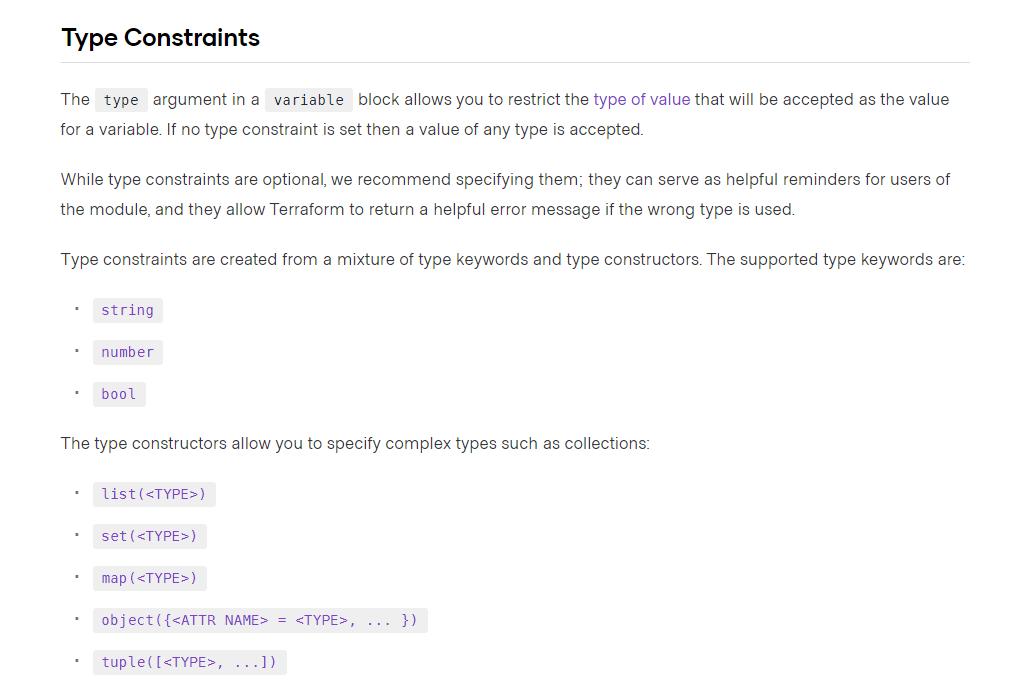 Type Constraints
The type argument in a variable block allows you to restrict the type of value that will be accepted as the value
for a variable. If no type constraint is set then a value of any type is accepted.
While type constraints are optional, we recommend specifying them; they can serve as helpful reminders for users of
the module, and they allow Terraform to return a helpful error message if the wrong type is used.
Type constraints are created from a mixture of type keywords and type constructors. The supported type keywords are:
· string
· number
· bool
The type constructors allow you to specify complex types such as collections:
· list(<TYPE>)
· set(<TYPE>)
· map(<TYPE>)
· object({<ATTR NAME> = <TYPE>, ... })
· tuple([<TYPE>, ...])